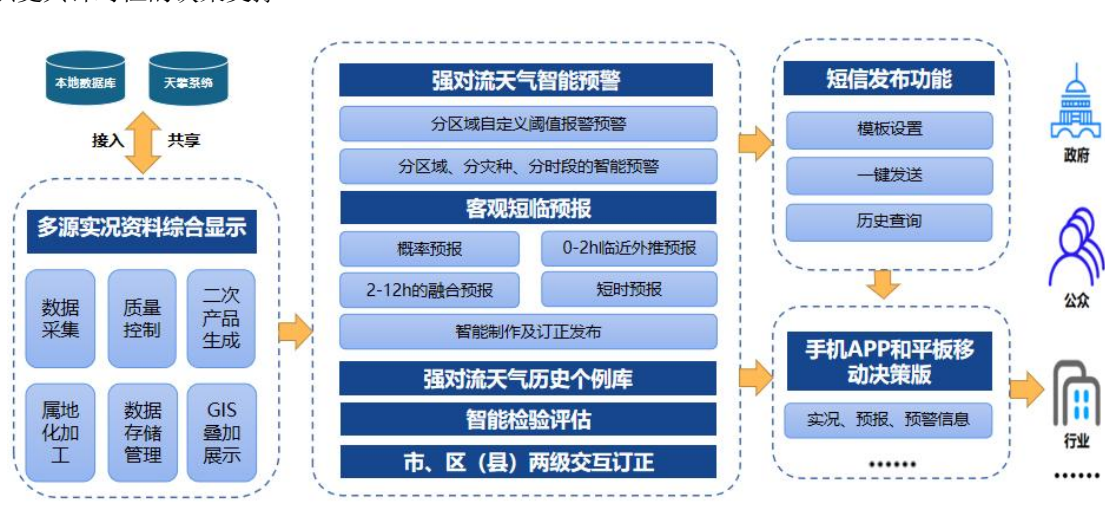 本地数据库
天擎系统
接入
共享
多源实况资料综合显示
数据
采集
质量
控制
二次
产品
生成
属地
化加
工
数据
存储
管理
GIS
叠加
展示
强对流天气智能预警
分区域自定义阈值报警预警
分区域、分灾种、分时段的智能预警
客观短临预报
概率预报
0-2h临近外推预报
2-12h的融合预报
短时预报
智能制作及订正发布
强对流天气历史个例库
智能检验评估
市、区（县）两级交互订正
短信发布功能
模板设置
一键发送
历史查询
手机APP和平板移
动决策版
实况、预报、预警信息
••••••
政府
公众
行业
••••••